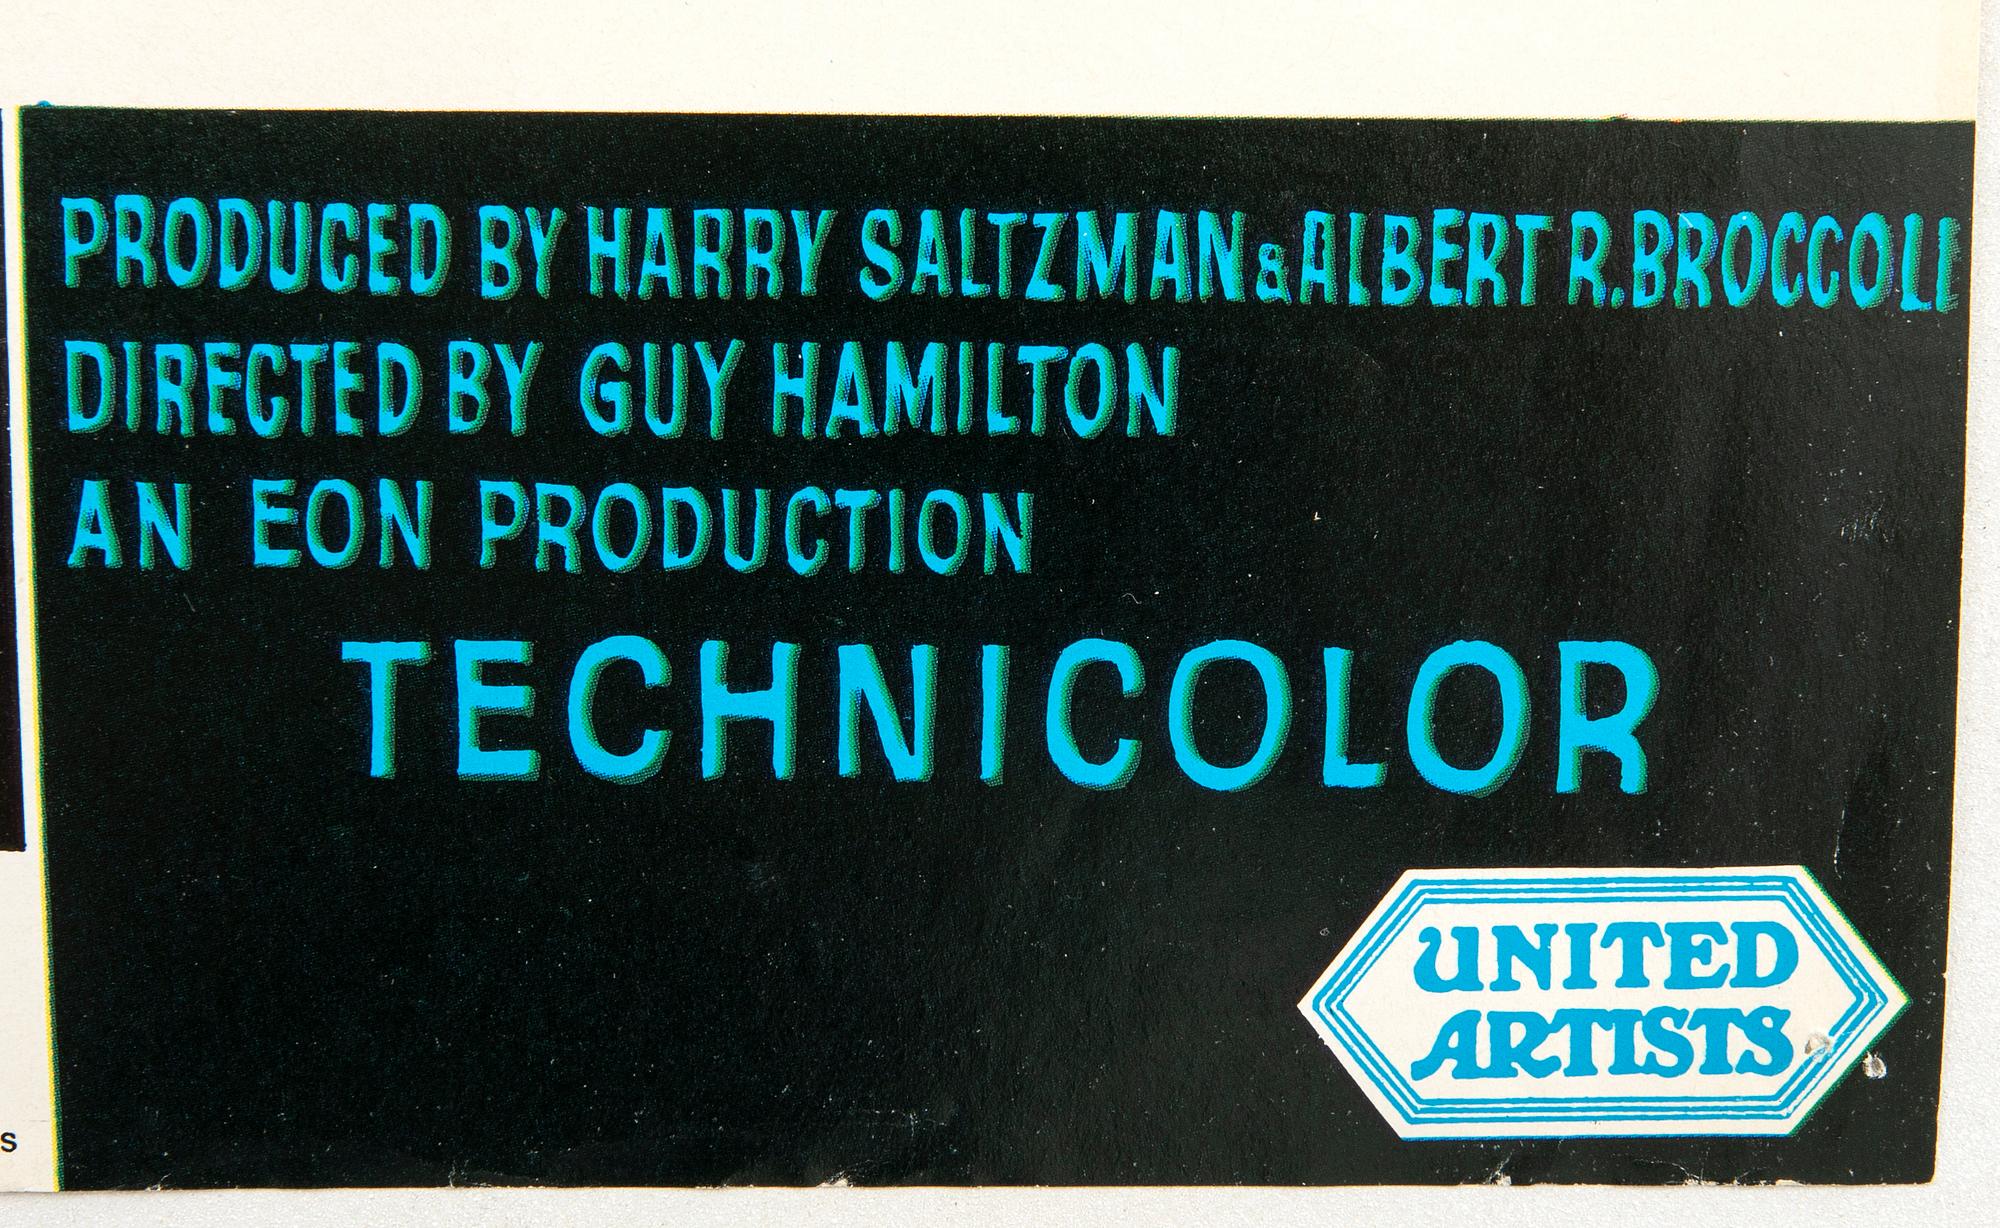 PRODUCED BY HARRY SALTZMAN & ALBERT R. BROCCOLI
DIRECTED BY GUY HAMILTON
AN EON PRODUCTION
TECHNICOLOR
UNITED
ARTISTS
S